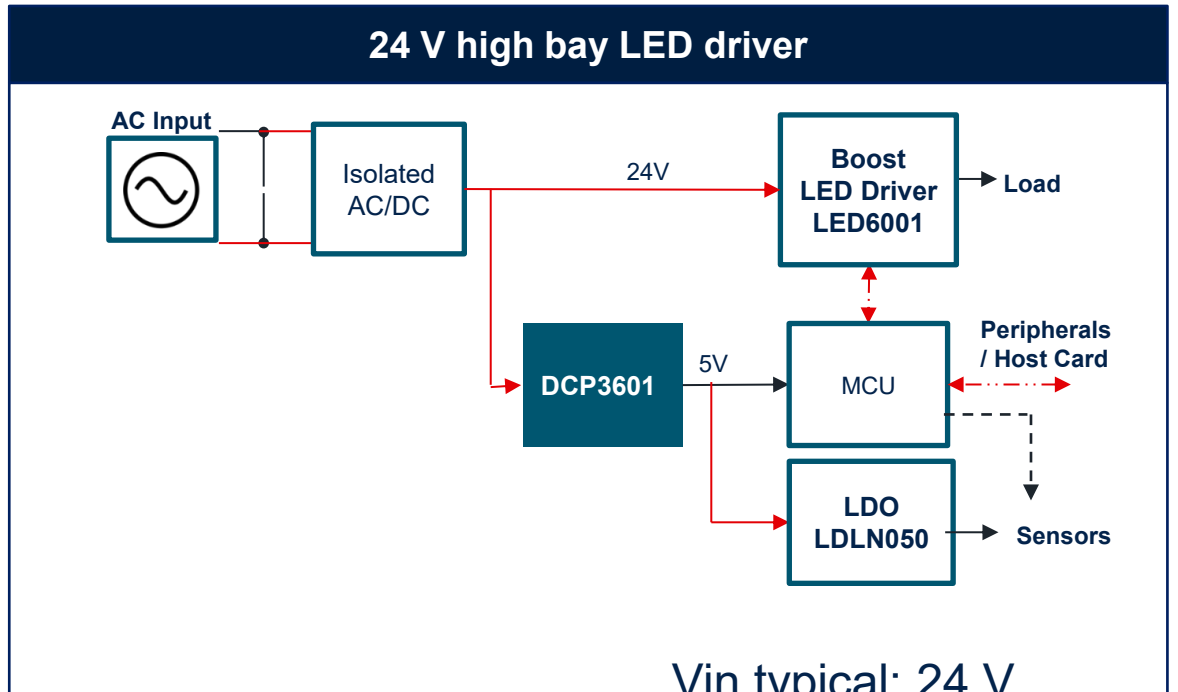 24 V high bay LED driver
AC Input
Isolated
AC/DC
24V
Boost
LED Driver
LED6001
Load
DCP3601
5V
MCU
Peripherals
/ Host Card
LDO
LDLN050
Sensors
Vin typical: 24 V